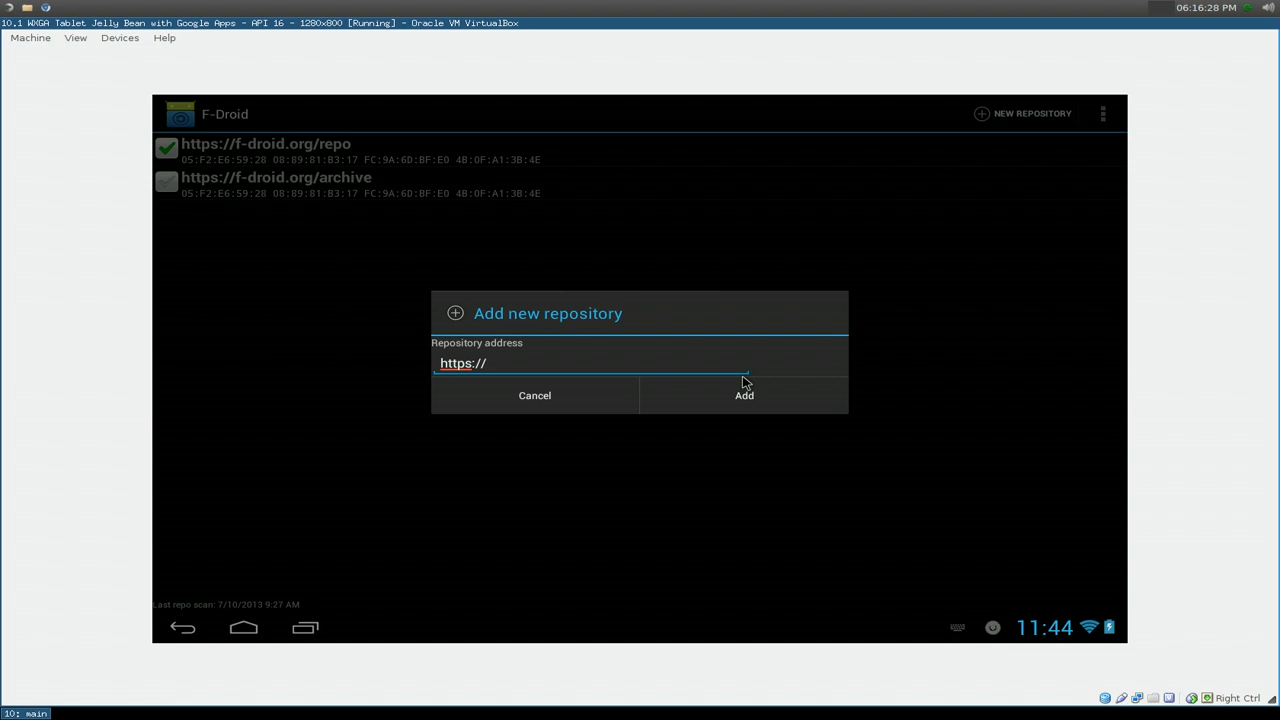 06:16:28 PM
10,1 WXGA Tablet Jelly Bean with Google Apps - API 16 - 1280x800 [Running] - Oracle VM VirtualBox
Machine View Devices Help
F-Droid
NEW REPOSITORY
https://f-droid.org/repo
05:F2:E6:59:28 08:89:81:B3:17 FC:9A:6D:BF:E0 4B:0F:A1:3B:4E
https://f-droid.org/archive
05:F2:E6:59:28 08:89:81:B3:17 FC:9A:6D:BF:E0 4B:0F:A1:3B:4E
Add new repository
Repository address
https://
Cancel Add
Last repo scan: 7/10/2013 9:27 AM
11:44
Right Ctrl
10: main